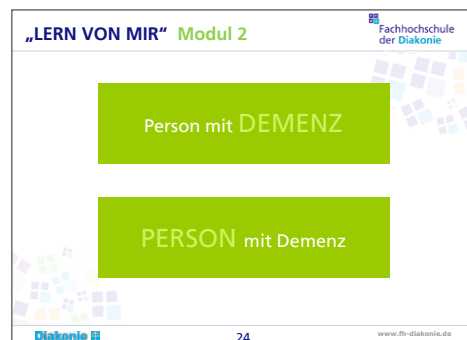 „LERN VON MIR“ Modul 2
Fachhochschule
der Diakonie
Person mit DEMENZ
PERSON mit Demenz
Diakonie
24
www.fh-diakonie.de